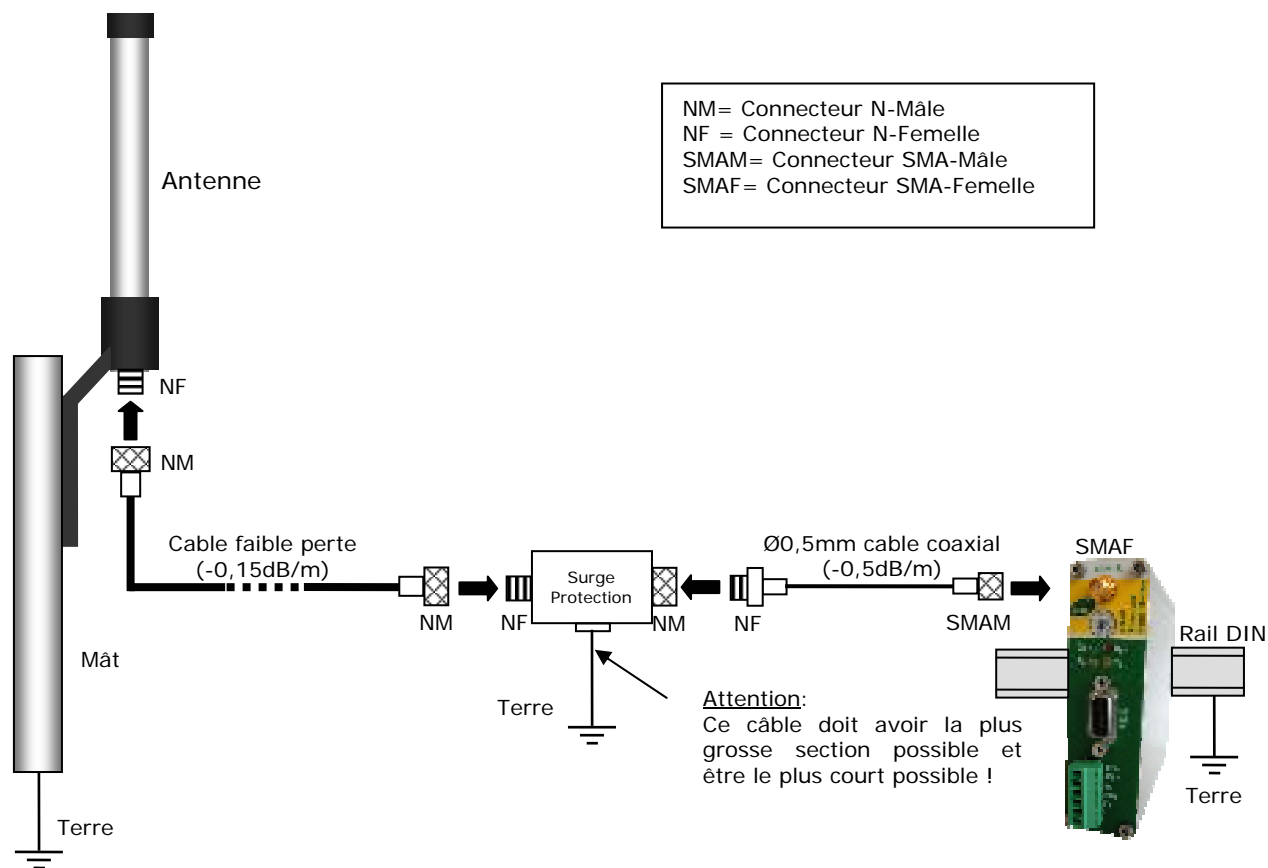 NM= Connecteur N-Mâle
NF = Connecteur N-Femelle
SMAM= Connecteur SMA-Mâle
SMAF= Connecteur SMA-Femelle
Antenne
NF
NM
Cable faible perte
(-0,15dB/m)
Ø0,5mm cable coaxial
(-0,5dB/m)
SMAF
Surge
Protection
NM
NF
NM
NF
SMAM
Rail DIN
Mât
Terre
Attention:
Ce câble doit avoir la plus
grosse section possible et
être le plus court possible !
Terre
Terre